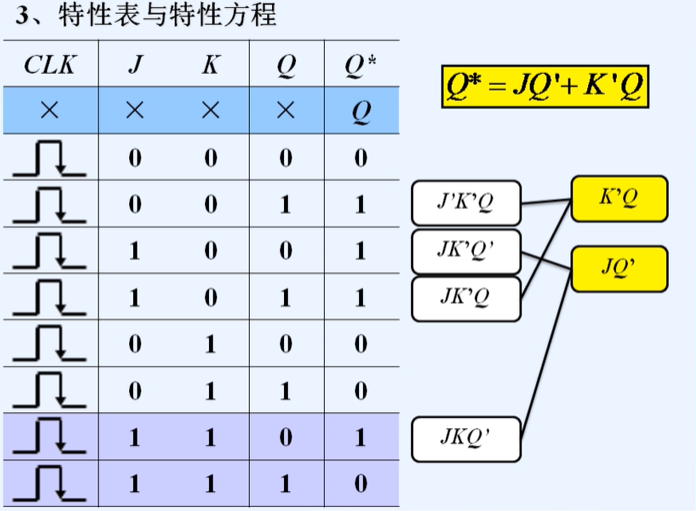 3、特性表与特性方程
CLK J K Q Q*
× × × × Q
0 0 0 0
0 0 1 1
1 0 0 1
1 0 1 1
0 1 0 0
0 1 1 0
1 1 0 1
1 1 1 0
Q* = JQ'+ K'Q
J’K’Q
JK’Q’
JK’Q
JKQ’
K’Q
JQ’